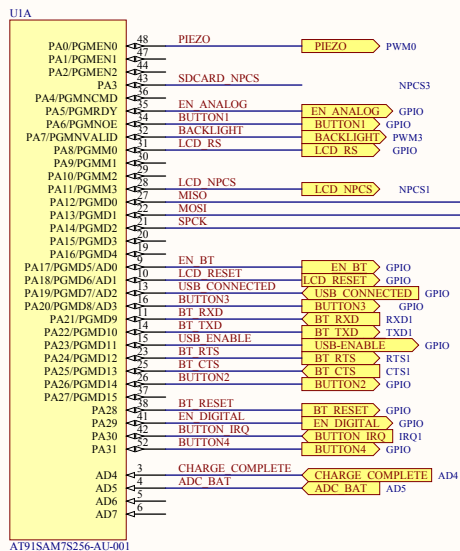 U1A
PA0/PGMEN0 48 PIEZO PIEZO PWM0
PA1/PGMEN1 47
PA2/PGMEN2 44
PA3 43 SDCARD_NPCS NPCS3
PA4/PGMNCMD 36
PA5/PGMRDY 35 EN_ANALOG EN_ANALOG GPIO
PA6/PGMNOE 34 BUTTON1 BUTTON1 GPIO
PA7/PGMNVALID 32 BACKLIGHT BACKLIGHT PWM3
PA8/PGMM0 31 LCD_RS LCD_RS GPIO
PA9/PGMM1 30
PA10/PGMM2 29
PA11/PGMM3 28 LCD_NPCS LCD_NPCS NPCS1
PA12/PGMD0 27 MISO
PA13/PGMD1 22 MOSI
PA14/PGMD2 21 SPCK
PA15/PGMD3 20
PA16/PGMD4 19
PA17/PGMD5/AD0 9 EN_BT EN_BT GPIO
PA18/PGMD6/AD1 10 LCD_RESET LCD_RESET GPIO
PA19/PGMD7/AD2 13 USB_CONNECTED USB_CONNECTED GPIO
PA20/PGMD8/AD3 16 BUTTON3 BUTTON3 GPIO
PA21/PGMD9 11 BT_RXD BT_RXD RXD1
PA22/PGMD10 14 BT_TXD BT_TXD TXD1
PA23/PGMD11 15 USB-ENABLE USB-ENABLE GPIO
PA24/PGMD12 23 BT_RTS BT_RTS RTS1
PA25/PGMD13 25 BT_CTS BT_CTS CTS1
PA26/PGMD14 26 BUTTON2 BUTTON2 GPIO
PA27/PGMD15 37
PA28 38 BT_RESET BT_RESET GPIO
PA29 41 EN_DIGITAL EN_DIGITAL GPIO
PA30 42 BUTTON_IRQ BUTTON_IRQ IRQ1
PA31 52 BUTTON4 BUTTON4 GPIO
AD4 3 CHARGE_COMPLETE CHARGE_COMPLETE AD4
AD5 4 ADC_BAT ADC_BAT AD5
AD6 5
AD7 6
AT91SAM7S256-AU-001